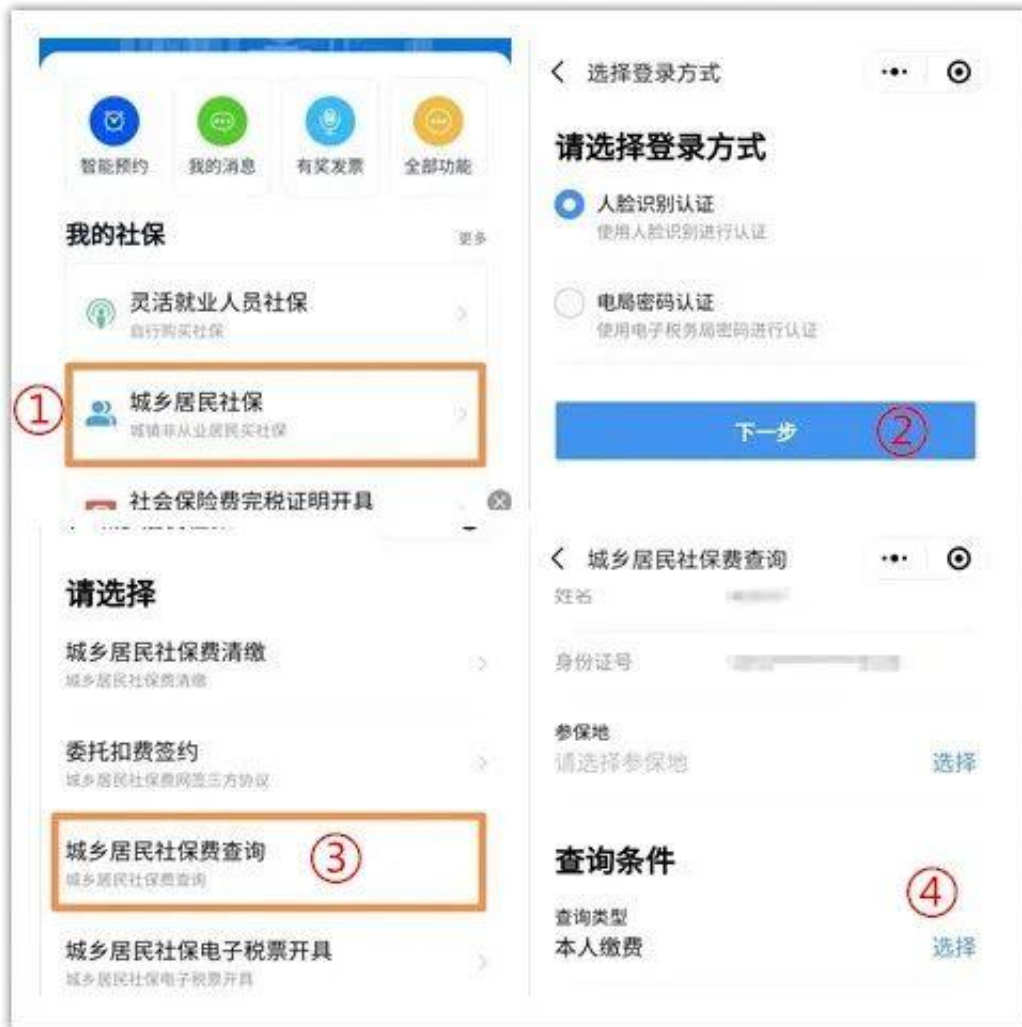 智能预约
我的消息
有奖发票
全部功能
我的社保
更多
灵活就业人员社保
自行购买社保
①
城乡居民社保
城镇非从业居民买社保
社会保险费完税证明开具
选择登录方式
请选择登录方式
人脸识别认证
使用人脸识别进行认证
电局密码认证
使用电子税务局密码进行认证
下一步
②
请选择
城乡居民社保费清缴
城乡居民社保费清缴
委托扣费签约
城乡居民社保费网签三方协议
城乡居民社保费查询
③
城乡居民社保费查询
城乡居民社保电子税票开具
城乡居民社保电子税票开具
城乡居民社保费查询
姓名
身份证号
参保地
请选择参保地
选择
查询条件
④
查询类型
本人缴费
选择